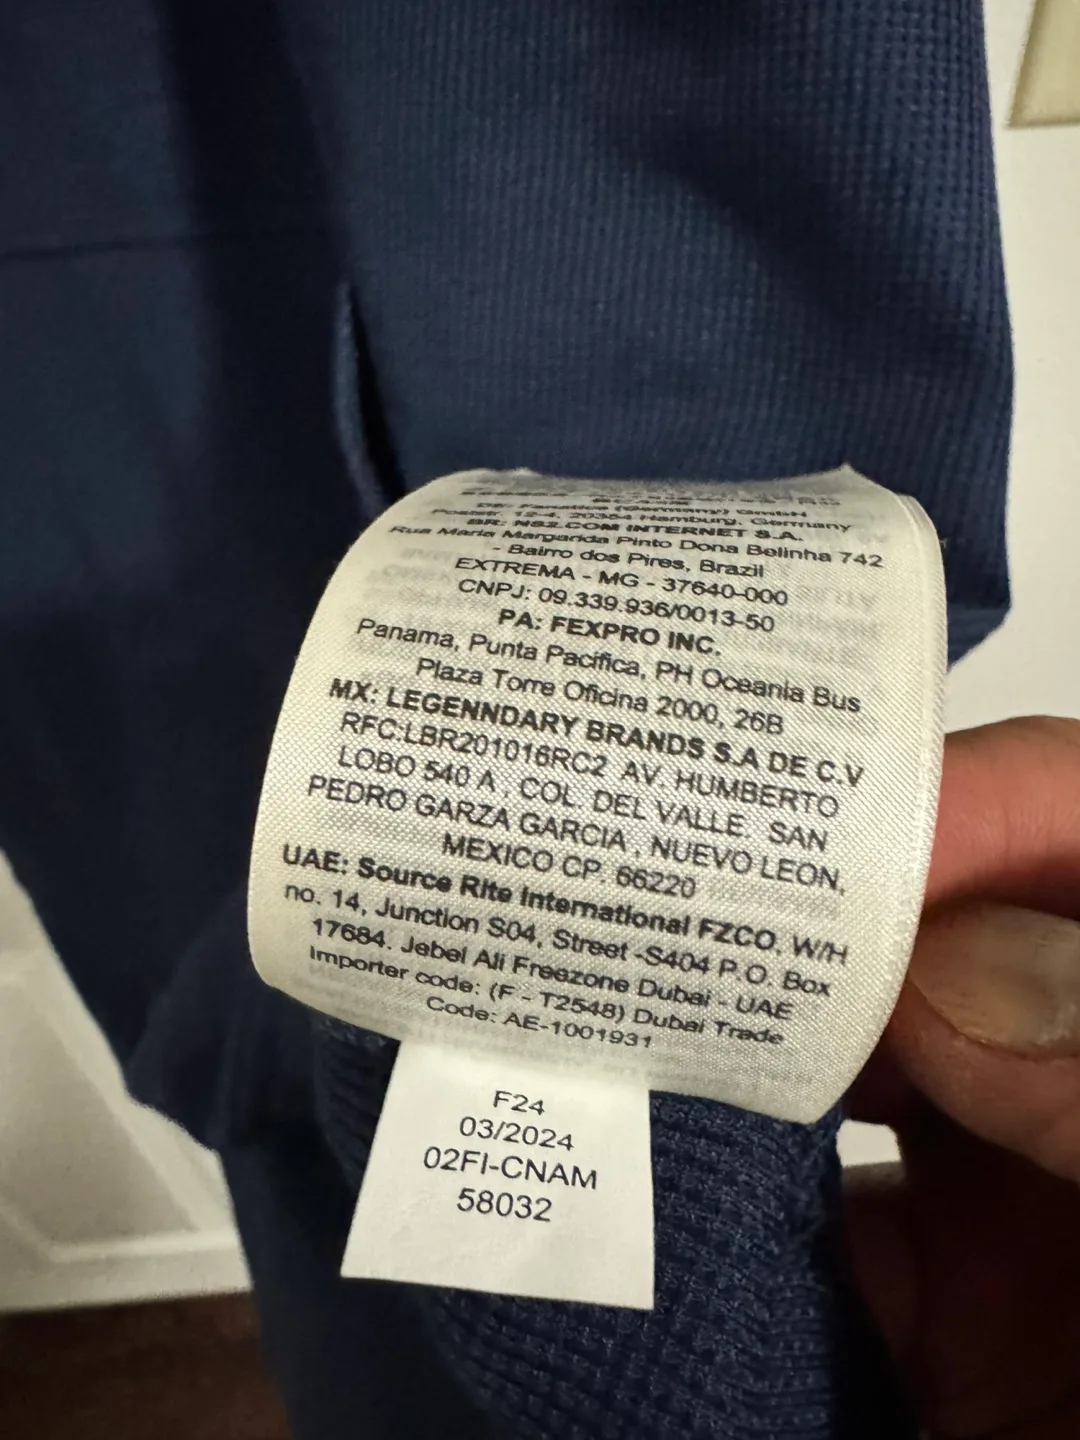 DE: Fanatics (Germany) GmbH
Poststr. 12-4, 20354 Hamburg, Germany
BR: NS2.COM INTERNET S.A.
Rua Maria Margarida Pinto Dona Belinha 742
- Bairro dos Pires, Brazil
EXTREMA - MG - 37640-000
CNPJ: 09.339.936/0013-50
PA: FEXPRO INC.
Panama, Punta Pacifica, PH Oceania Bus
Plaza Torre Oficina 2000, 26B
MX: LEGENNDARY BRANDS S.A DE C.V
RFC:LBR201016RC2 AV. HUMBERTO
LOBO 540 A , COL. DEL VALLE. SAN
PEDRO GARZA GARCIA , NUEVO LEON,
MEXICO CP. 66220
UAE: Source Rite International FZCO. W/H
no. 14, Junction S04, Street -S404 P.O. Box
17684. Jebel Ali Freezone Dubai - UAE
Importer code: (F - T2548) Dubai Trade
Code: AE-1001931
F24
03/2024
02FI-CNAM
58032